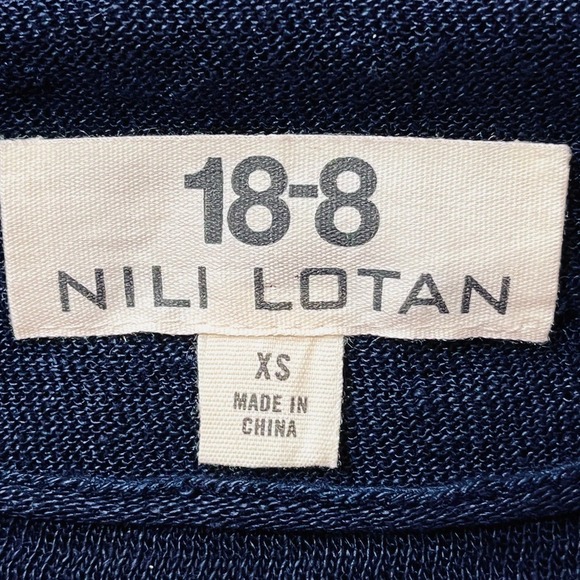 18-8
NILI LOTAN
XS
MADE IN
CHINA